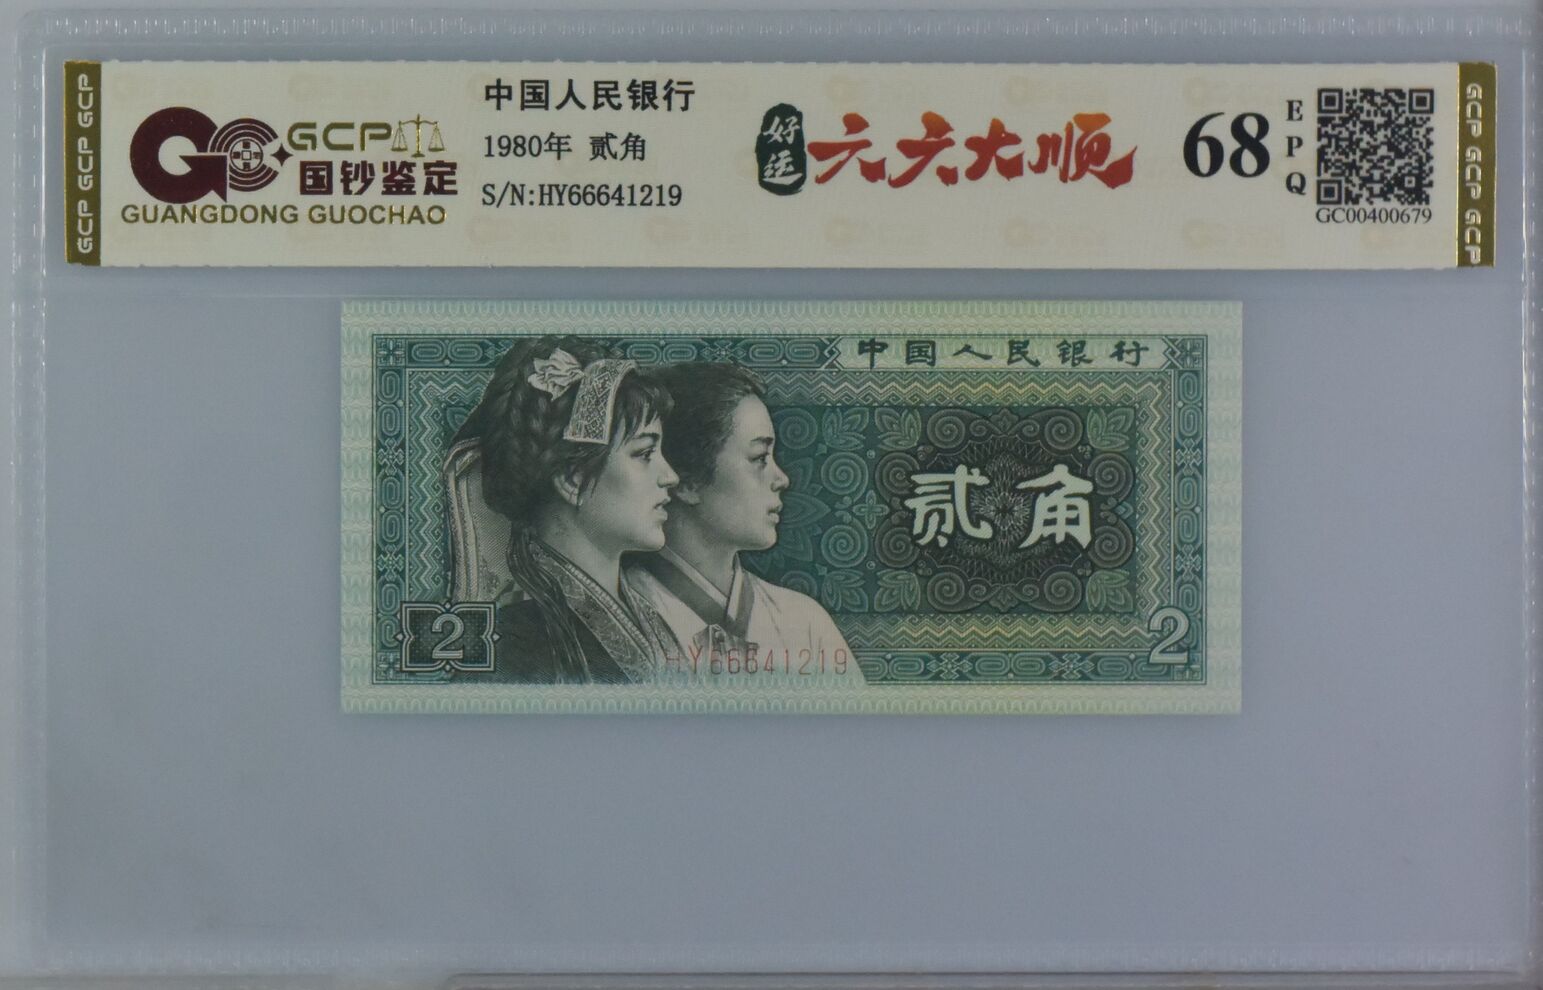 GCP GCP GCP
GCP
国钞鉴定
GUANGDONG GUOCHAO
中国人民银行
1980年 贰角
S/N:HY66641219
好运
六六大顺
68
EPQ
GC00400679
GCP GCP GCP
中国人民银行
贰角
2
2
HY66641219